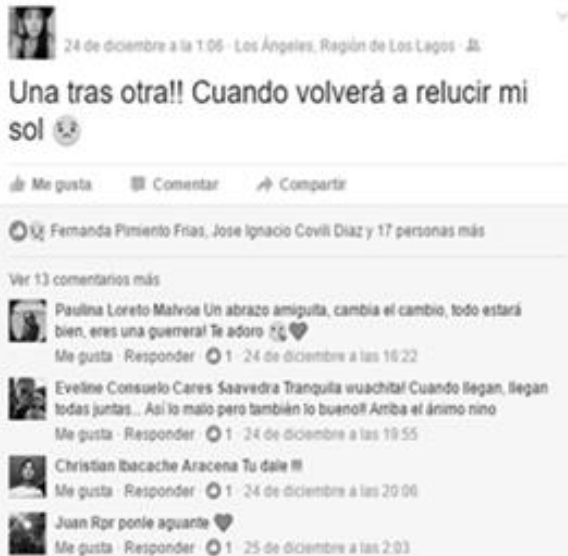 24 de diciembre a la 1:06 · Los Ángeles, Región de Los Lagos ·
Una tras otra!! Cuando volverá a relucir mi
sol
Me gusta Comentar Compartir
Fernanda Pimiento Frias, Jose Ignacio Covili Diaz y 17 personas más
Ver 13 comentarios más
Paulina Loreto Malvoa Un abrazo amiguita, cambia el cambio, todo estará
bien, eres una guerrera! Te adoro
Me gusta · Responder · 1 · 24 de diciembre a las 16:22
Eveline Consuelo Cares Saavedra Tranquila wuachita! Cuando llegan, llegan
todas juntas... Así lo malo pero también lo bueno!! Arriba el ánimo nino
Me gusta · Responder · 1 · 24 de diciembre a las 19:55
Christian Ibacache Aracena Tu dale !!!
Me gusta · Responder · 1 · 24 de diciembre a las 20:06
Juan Rpr ponle aguante
Me gusta · Responder · 1 · 25 de diciembre a las 2:03